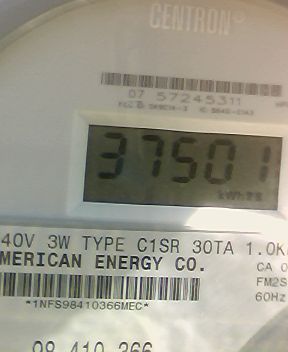 CENTRON®
07 57245311
37501
kWh
40V 3W TYPE C1SR 30TA 1.0K
MERICAN ENERGY CO.
CA 0
FM2S
60Hz
*1NFS98410366MEC*
98 410 366